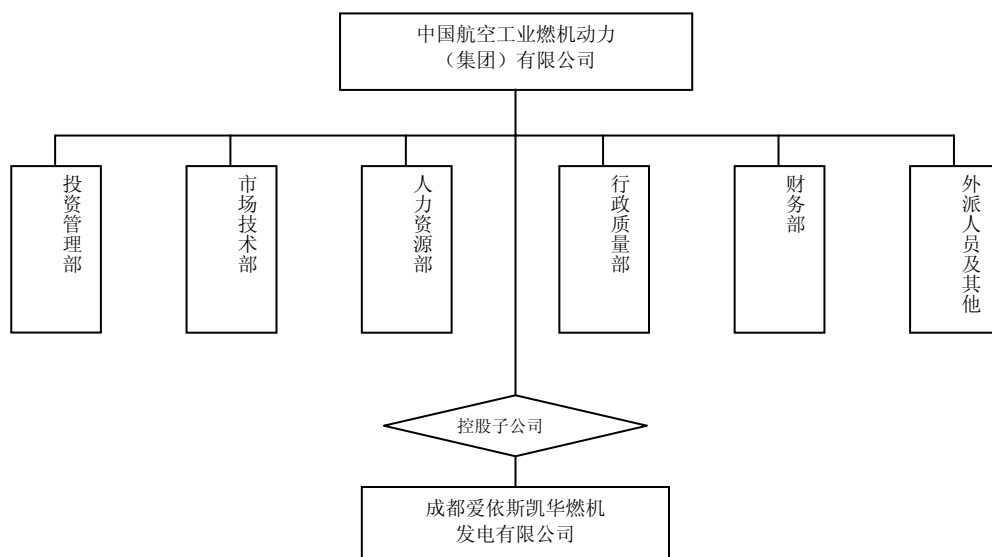 中国航空工业燃机动力
（集团）有限公司
投资管理部
市场技术部
人力资源部
行政质量部
财务部
外派人员及其他
控股子公司
成都爱依斯凯华燃机
发电有限公司